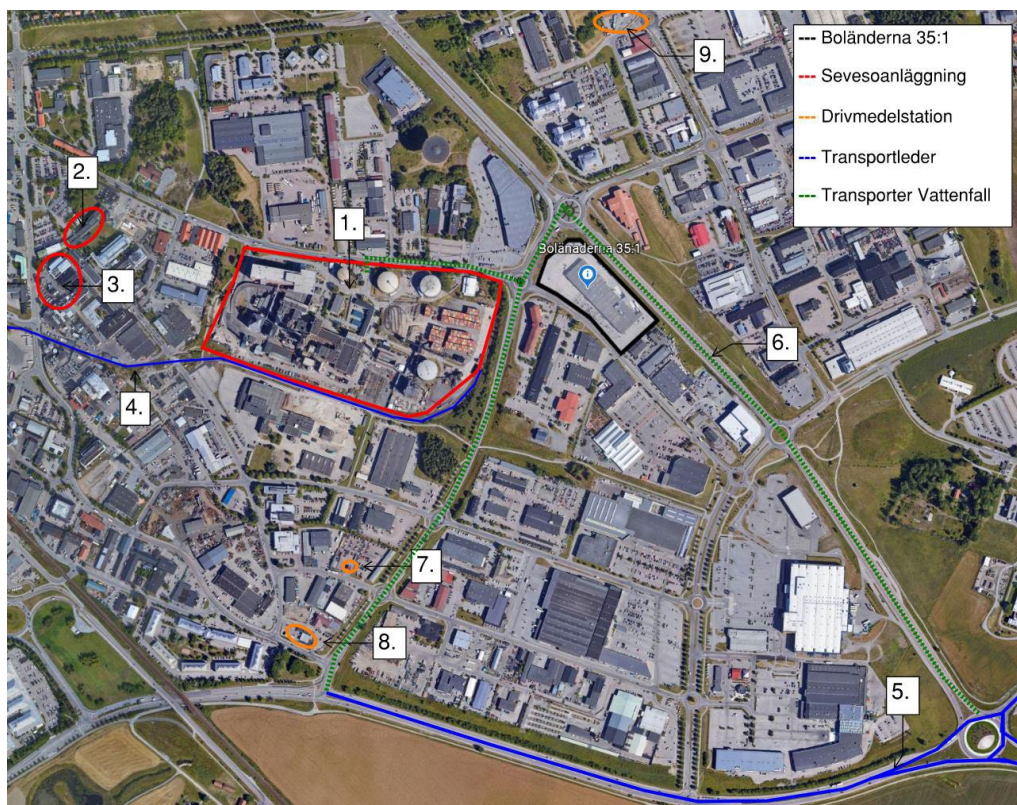 9.
Boländerna 35:1
Sevesoanläggning
Drivmedelstation
Transportleder
Transporter Vattenfall
2.
1.
Bolänaderna 35:1
3.
6.
4.
7.
8.
5.